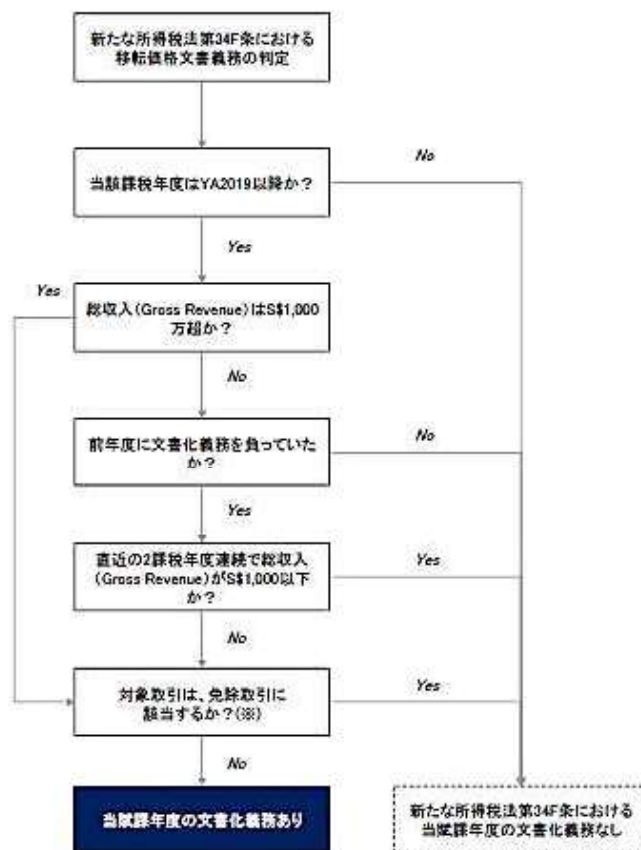 新たな所得税法第34F条における
移転価格文書義務の判定
No
当該課税年度はYA2019以降か？
Yes
Yes
総収入（Gross Revenue）はS$1,000
万超か？
No
前年度に文書化義務を負っていた
か？
No
Yes
直近の2課税年度連続で総収入
（Gross Revenue）がS$1,000以下
か？
Yes
No
対象取引は、免除取引に
該当するか？（※）
Yes
No
当賦課年度の文書化義務あり
新たな所得税法第34F条における
当賦課年度の文書化義務なし